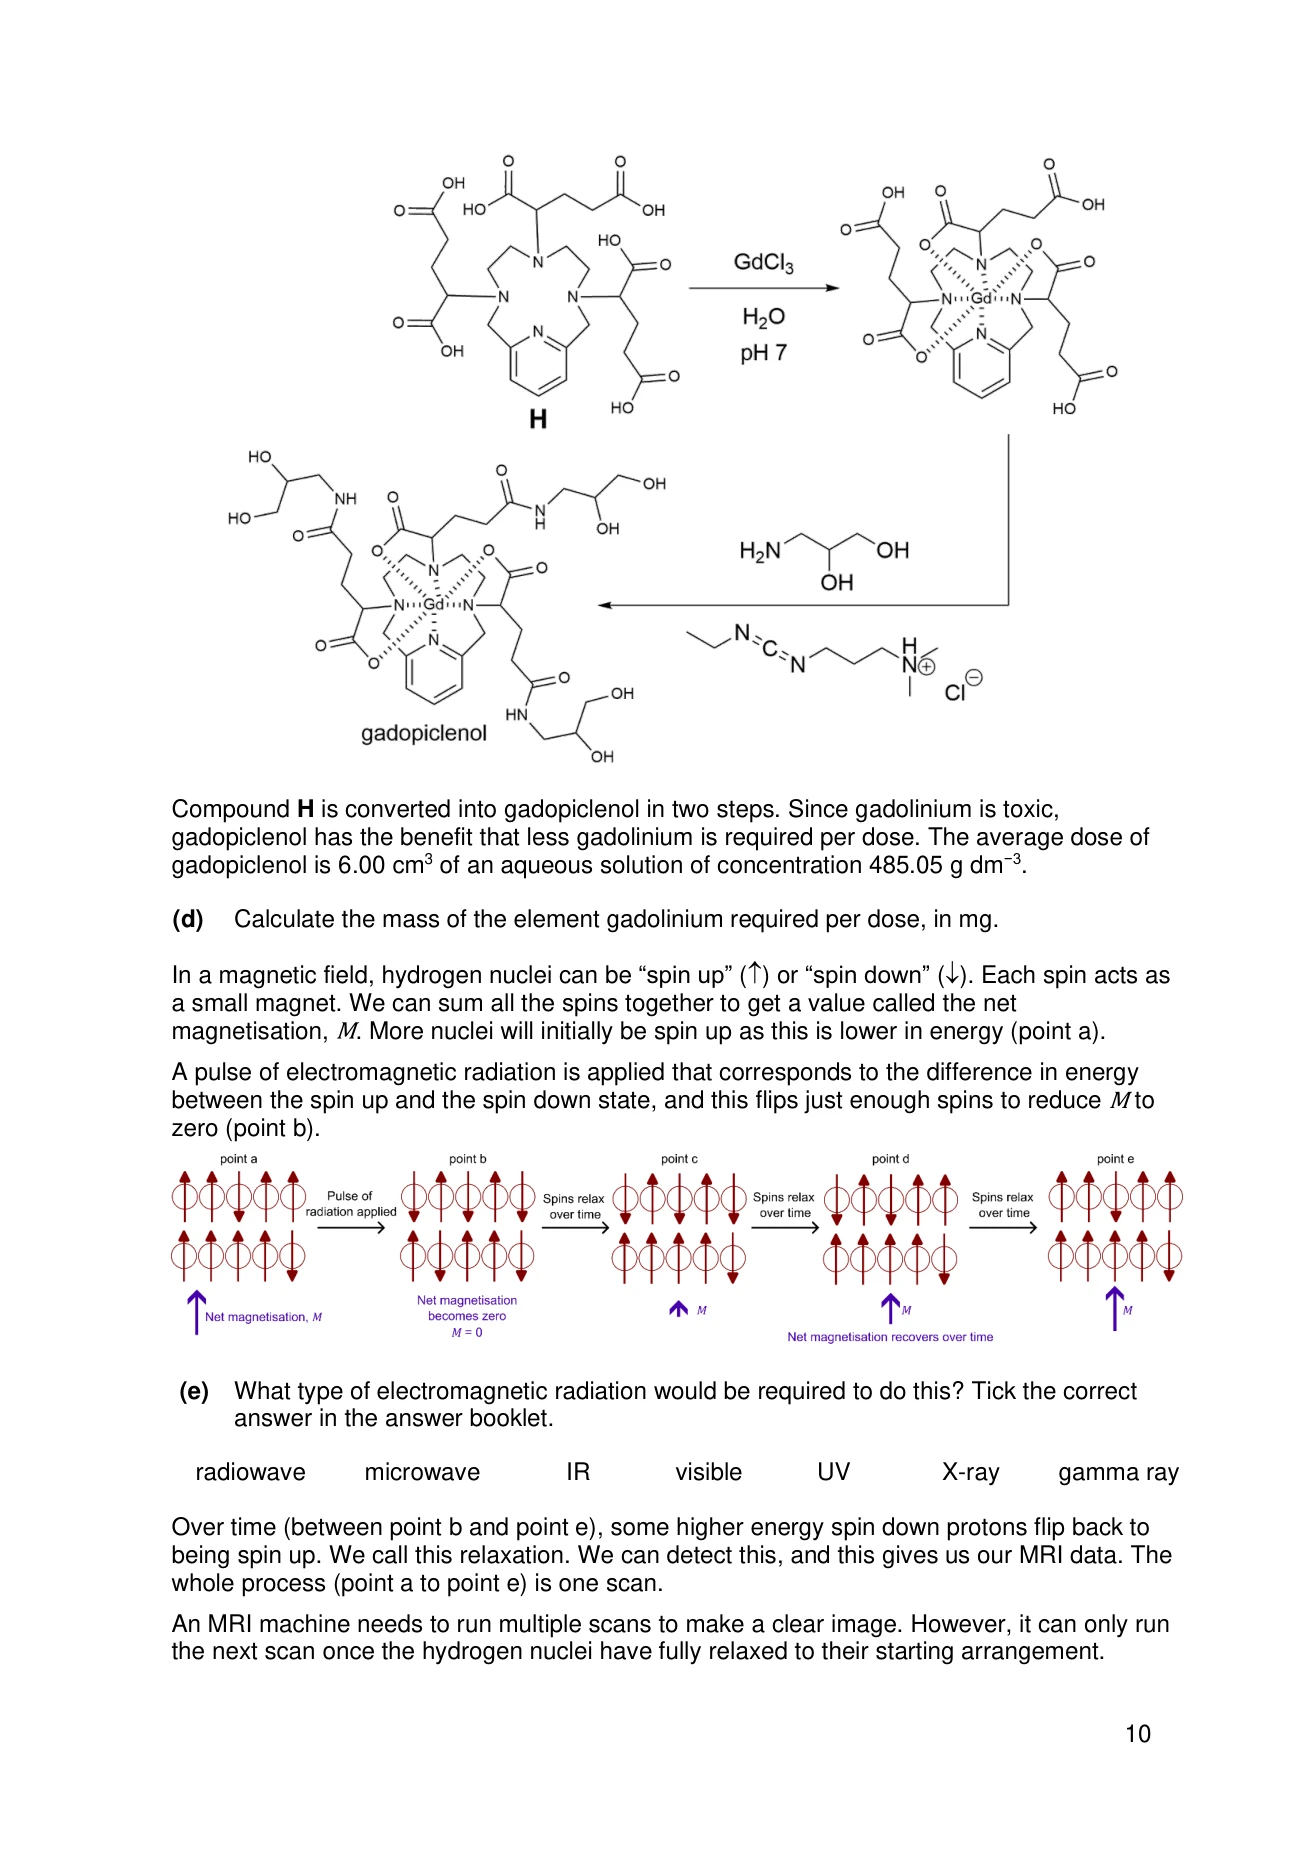 O OH HO O O OH
O OH N HO O
N N
O OH N
O HO
H
GdCl3
H2O
pH 7
OH O O O OH
O O N O O
N Gd N
O O N
O HO
HO
HO NH O O N H OH OH
O O N O O
N Gd N
O O N
O
HN OH
OH
gadopiclenol
H2N OH
OH
N C N H N ⊕
Cl ⊖
Compound H is converted into gadopiclenol in two steps. Since gadolinium is toxic,
gadopiclenol has the benefit that less gadolinium is required per dose. The average dose of
gadopiclenol is 6.00 cm³ of an aqueous solution of concentration 485.05 g dm⁻³.
(d) Calculate the mass of the element gadolinium required per dose, in mg.
In a magnetic field, hydrogen nuclei can be “spin up” (↑) or “spin down” (↓). Each spin acts as
a small magnet. We can sum all the spins together to get a value called the net
magnetisation, M. More nuclei will initially be spin up as this is lower in energy (point a).
A pulse of electromagnetic radiation is applied that corresponds to the difference in energy
between the spin up and the spin down state, and this flips just enough spins to reduce M to
zero (point b).
point a point b point c point d point e
Pulse of
radiation applied
Spins relax
over time
Spins relax
over time
Spins relax
over time
Net magnetisation, M
Net magnetisation
becomes zero
M = 0
M
M
Net magnetisation recovers over time
M
(e) What type of electromagnetic radiation would be required to do this? Tick the correct
answer in the answer booklet.
radiowave microwave IR visible UV X-ray gamma ray
Over time (between point b and point e), some higher energy spin down protons flip back to
being spin up. We call this relaxation. We can detect this, and this gives us our MRI data. The
whole process (point a to point e) is one scan.
An MRI machine needs to run multiple scans to make a clear image. However, it can only run
the next scan once the hydrogen nuclei have fully relaxed to their starting arrangement.
10